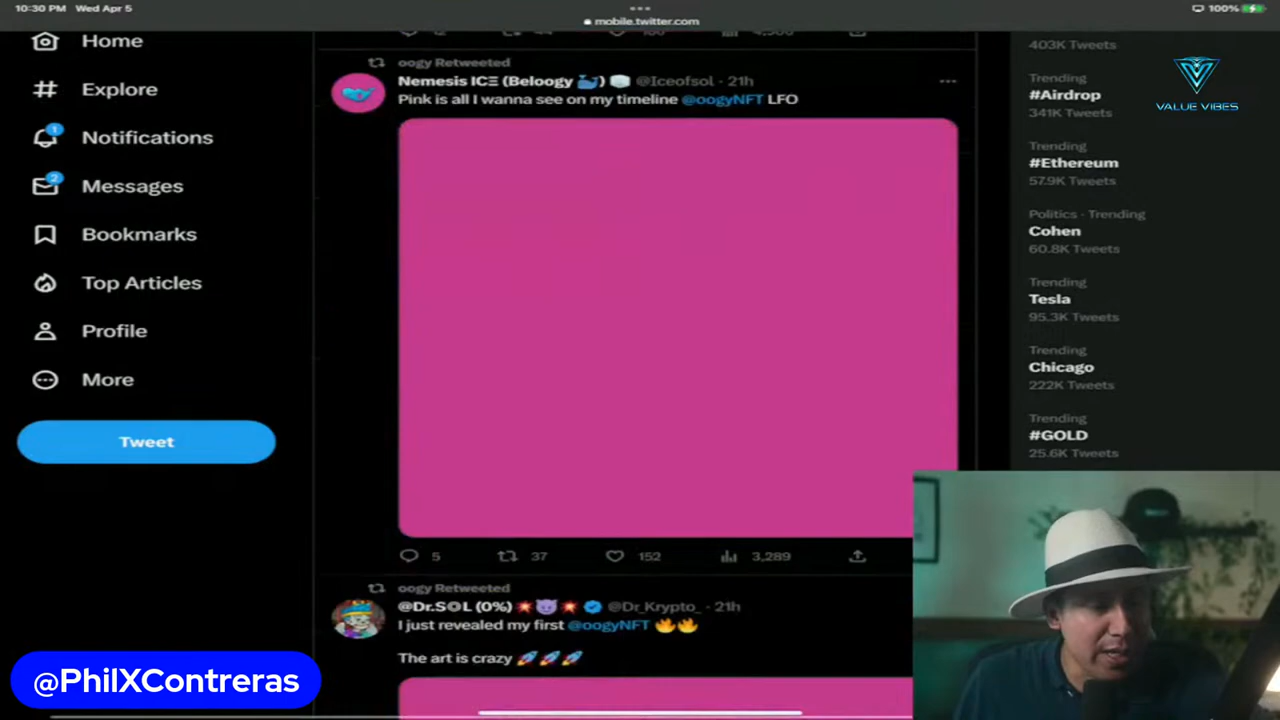 10:30 PM Wed Apr 5
mobile.twitter.com
100%
Home
Explore
1
Notifications
2
Messages
Bookmarks
Top Articles
Profile
More
Tweet
oogy Retweeted
Nemesis ICΞ (Beloogy 🐳) 🧊 @Iceofsol · 21h
Pink is all I wanna see on my timeline @oogyNFT LFO
5 37 152 3,289
oogy Retweeted
@Dr.S◎L (0%) 💥😈💥 @Dr_Krypto_ · 21h
I just revealed my first @oogyNFT 🔥🔥
The art is crazy 🚀🚀🚀
403K Tweets
Trending
#Airdrop
341K Tweets
Trending
#Ethereum
57.9K Tweets
Politics · Trending
Cohen
60.8K Tweets
Trending
Tesla
95.3K Tweets
Trending
Chicago
222K Tweets
Trending
#GOLD
25.6K Tweets
VALUE VIBES
@PhilXContreras